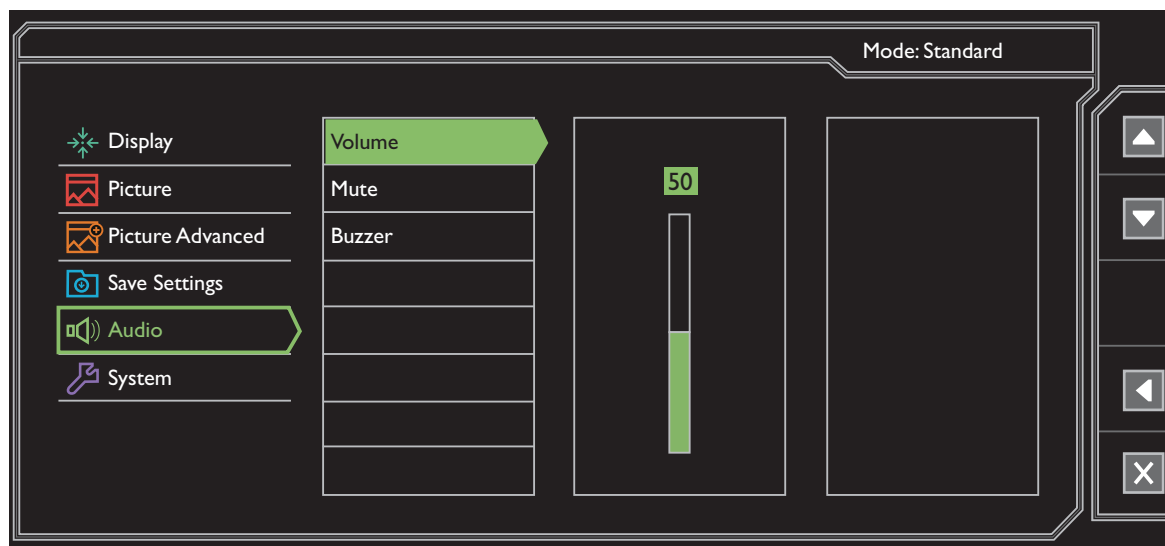 Mode: Standard
Display
Picture
Picture Advanced
Save Settings
Audio
System
Volume
Mute
Buzzer
50